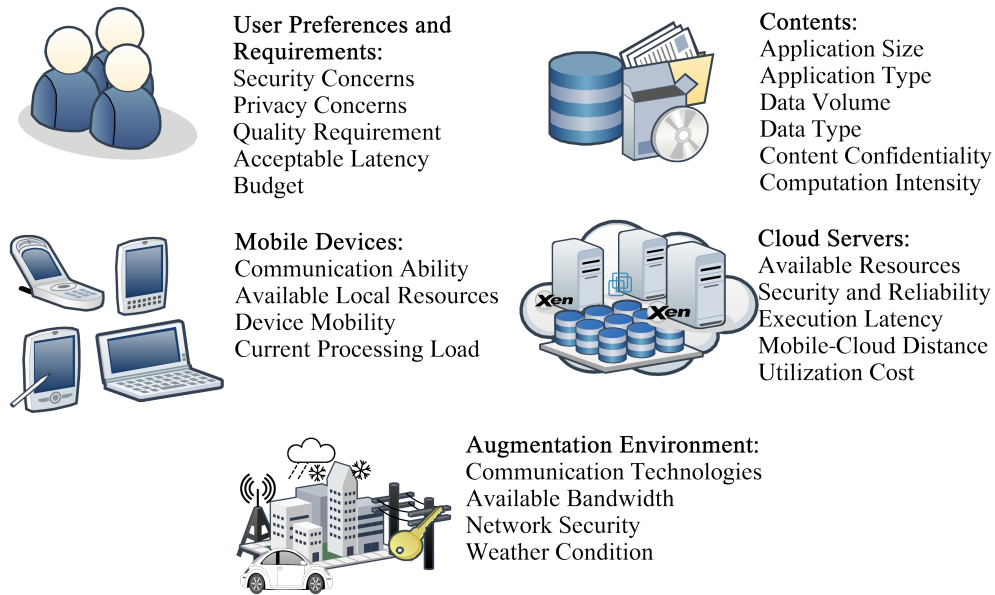 User Preferences and
Requirements:
Security Concerns
Privacy Concerns
Quality Requirement
Acceptable Latency
Budget
Contents:
Application Size
Application Type
Data Volume
Data Type
Content Confidentiality
Computation Intensity
Mobile Devices:
Communication Ability
Available Local Resources
Device Mobility
Current Processing Load
Xen
Xen
Cloud Servers:
Available Resources
Security and Reliability
Execution Latency
Mobile-Cloud Distance
Utilization Cost
Augmentation Environment:
Communication Technologies
Available Bandwidth
Network Security
Weather Condition